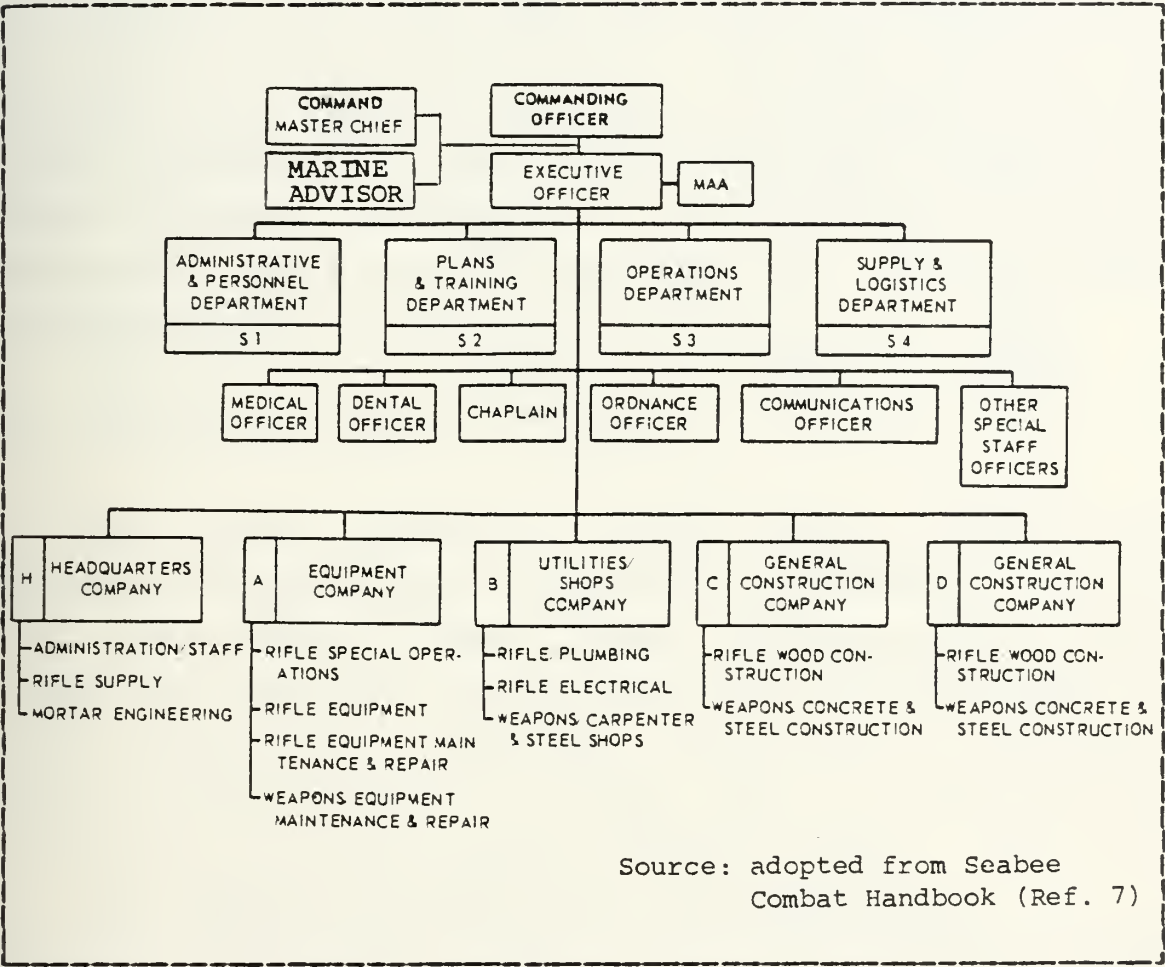 COMMAND
MASTER CHIEF
COMMANDING
OFFICER
MARINE
ADVISOR
EXECUTIVE
OFFICER
MAA
ADMINISTRATIVE
& PERSONNEL
DEPARTMENT
S 1
PLANS
& TRAINING
DEPARTMENT
S 2
OPERATIONS
DEPARTMENT
S 3
SUPPLY &
LOGISTICS
DEPARTMENT
S 4
MEDICAL
OFFICER
DENTAL
OFFICER
CHAPLAIN
ORDNANCE
OFFICER
COMMUNICATIONS
OFFICER
OTHER
SPECIAL
STAFF
OFFICERS
H
HEADQUARTERS
COMPANY
ADMINISTRATION/STAFF
RIFLE SUPPLY
MORTAR ENGINEERING
A
EQUIPMENT
COMPANY
RIFLE SPECIAL OPER-
ATIONS
RIFLE EQUIPMENT
RIFLE EQUIPMENT MAIN
TENANCE & REPAIR
WEAPONS EQUIPMENT
MAINTENANCE & REPAIR
B
UTILITIES/
SHOPS
COMPANY
RIFLE PLUMBING
RIFLE ELECTRICAL
WEAPONS CARPENTER
& STEEL SHOPS
C
GENERAL
CONSTRUCTION
COMPANY
RIFLE WOOD CON-
STRUCTION
WEAPONS CONCRETE &
STEEL CONSTRUCTION
D
GENERAL
CONSTRUCTION
COMPANY
RIFLE WOOD CON-
STRUCTION
WEAPONS CONCRETE &
STEEL CONSTRUCTION
Source: adopted from Seabee
Combat Handbook (Ref. 7)